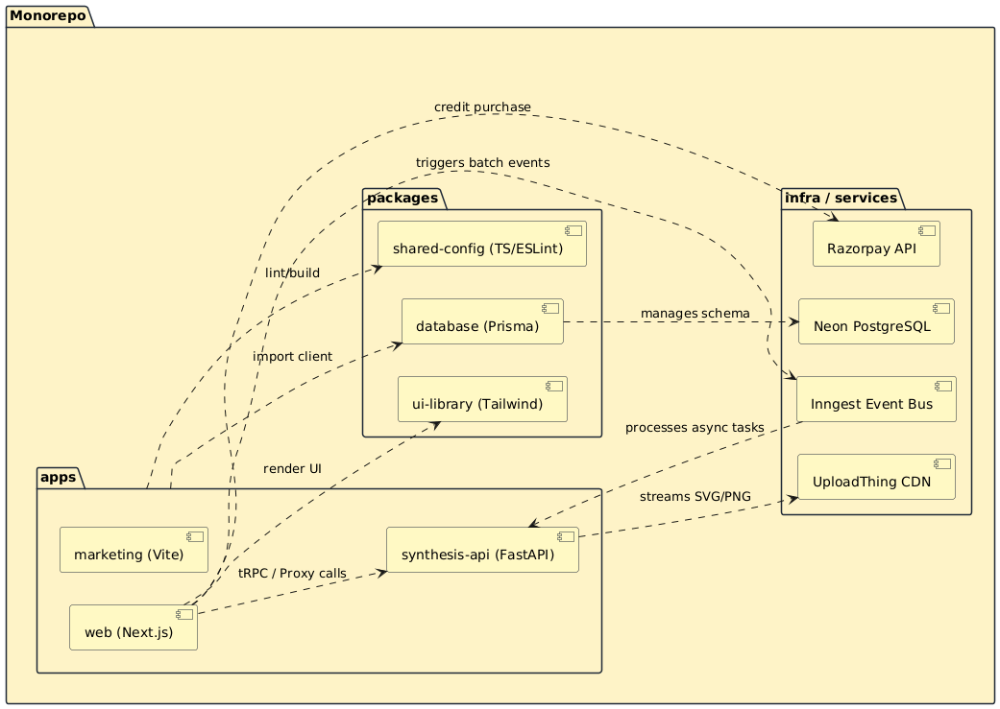 Monorepo
credit purchase
triggers batch events
packages
infra / services
shared-config (TS/ESLint)
Razorpay API
lint/build
manages schema
database (Prisma)
Neon PostgreSQL
import client
ui-library (Tailwind)
Inngest Event Bus
processes async tasks
render UI
apps
UploadThing CDN
streams SVG/PNG
marketing (Vite)
synthesis-api (FastAPI)
tRPC / Proxy calls
web (Next.js)